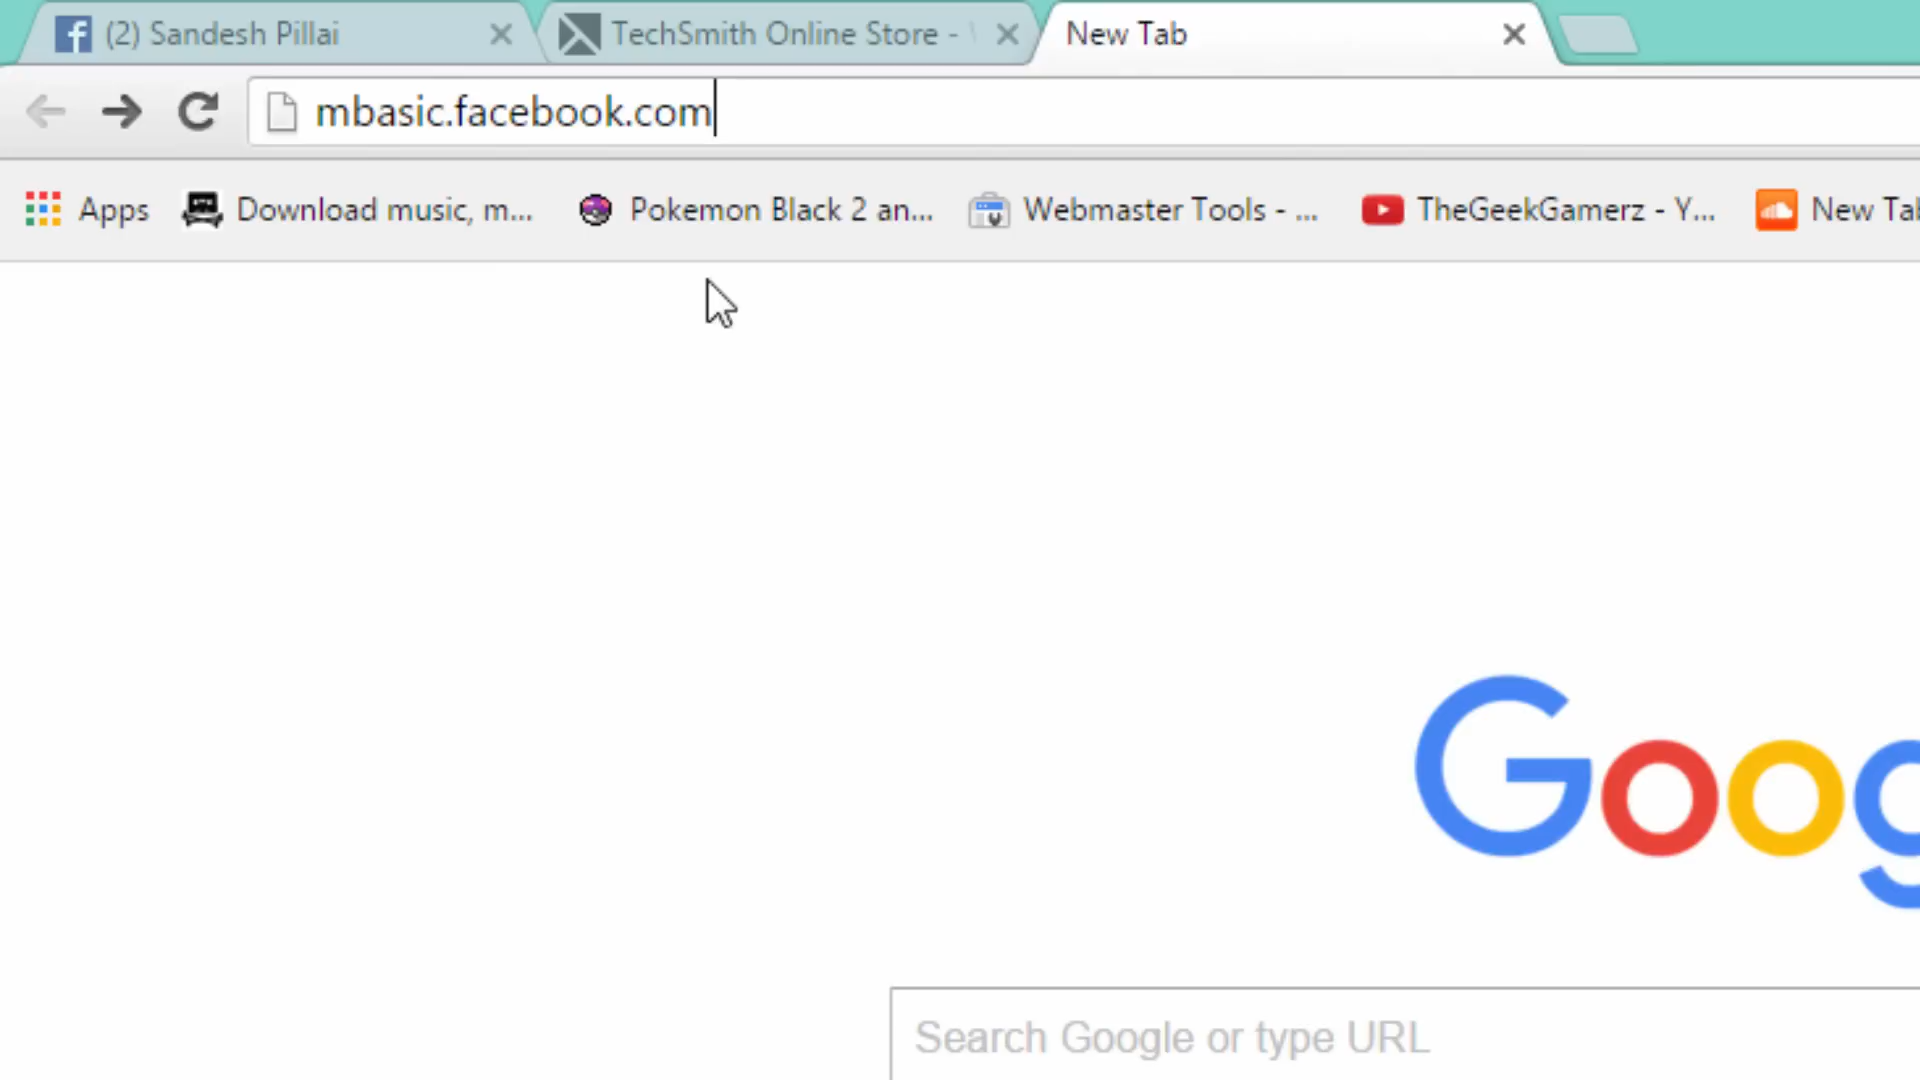 (2) Sandesh Pillai
TechSmith Online Store -
New Tab
mbasic.facebook.com
Apps
Download music, m...
Pokemon Black 2 an...
Webmaster Tools - ...
TheGeekGamerz - Y...
New Tab
Goog
Search Google or type URL